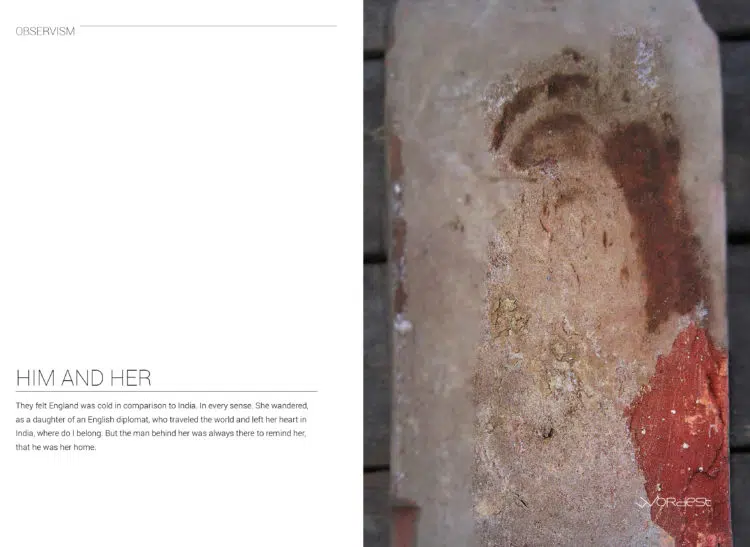 OBSERVISM
HIM AND HER
They felt England was cold in comparison to India. In every sense. She wandered,
as a daughter of an English diplomat, who traveled the world and left her heart in
India, where do I belong. But the man behind her was always there to remind her,
that he was her home.
WORdEST